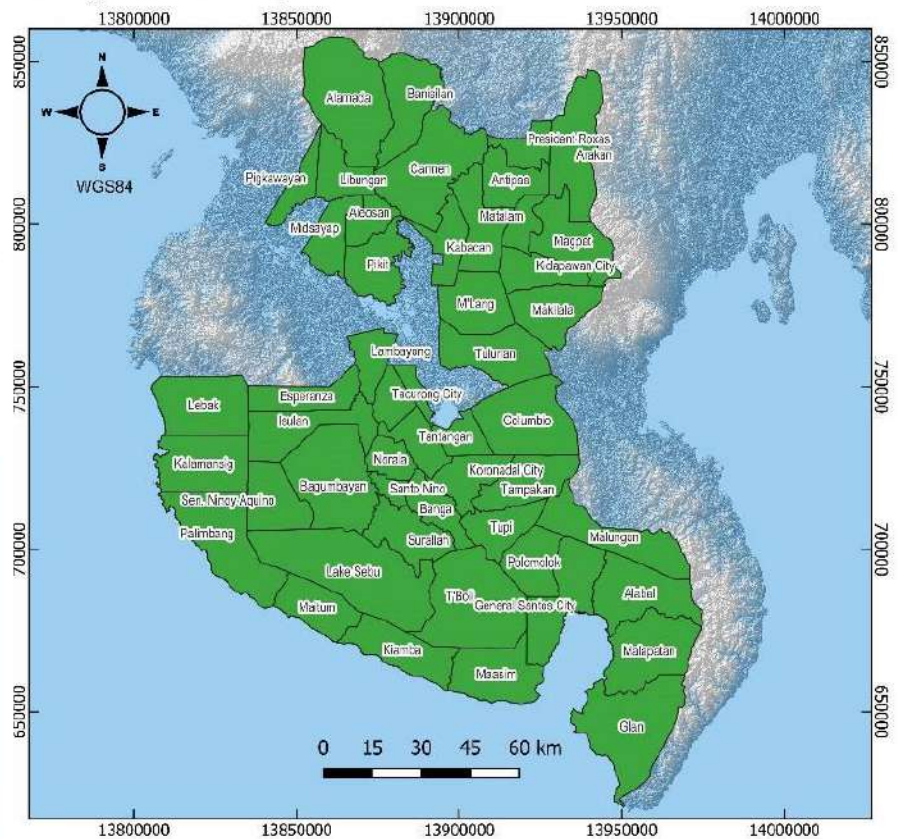 13800000 13850000 13900000 13950000 14000000
850000 850000
N
W E
S
WGS84
Alamada
Banisilan
President Roxas
Arakan
Carmen
Pigkawayan
Libungan
Antipas
Aleosan
Matalam
Midsayap
Kabacan
Magpet
800000 800000
Pikit
Kidapawan City
M'Lang
Makilala
Tulunan
Lambayong
750000 750000
Esperanza
Tacurong City
Lebak
Isulan
Columbio
Tantangan
Norala
Kalamansig
Koronadal City
Bagumbayan
Santo Nino
Tampakan
Sen. Ninoy Aquino
Banga
Palimbang
Tupi
Surallah
Malungon
700000 700000
Lake Sebu
Polomolok
T'Boli
Alabel
General Santos City
Maitum
Kiamba
Malapatan
Maasim
650000 650000
Glan
0 15 30 45 60 km
13800000 13850000 13900000 13950000 14000000